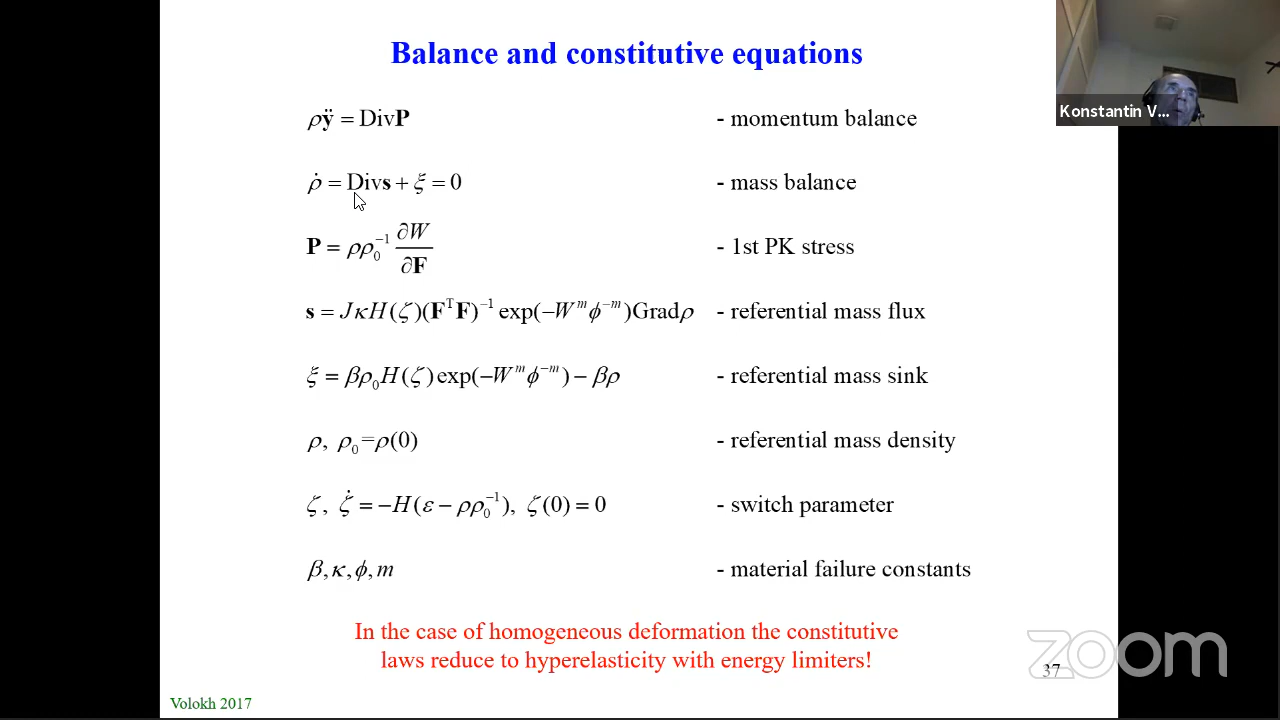 Balance and constitutive equations
ρÿ = DivP - momentum balance
ρ̇ = Divs + ξ = 0 - mass balance
P = ρρ₀⁻¹ ∂W/∂F - 1st PK stress
s = JκH(ζ)(FᵀF)⁻¹ exp(−Wᵐϕ⁻ᵐ)Gradρ - referential mass flux
ξ = βρ₀H(ζ)exp(−Wᵐϕ⁻ᵐ) − βρ - referential mass sink
ρ, ρ₀=ρ(0) - referential mass density
ζ, ζ̇ = −H(ε − ρρ₀⁻¹), ζ(0) = 0 - switch parameter
β, κ, ϕ, m - material failure constants
In the case of homogeneous deformation the constitutive
laws reduce to hyperelasticity with energy limiters!
37
Volokh 2017
Konstantin V...
zoom